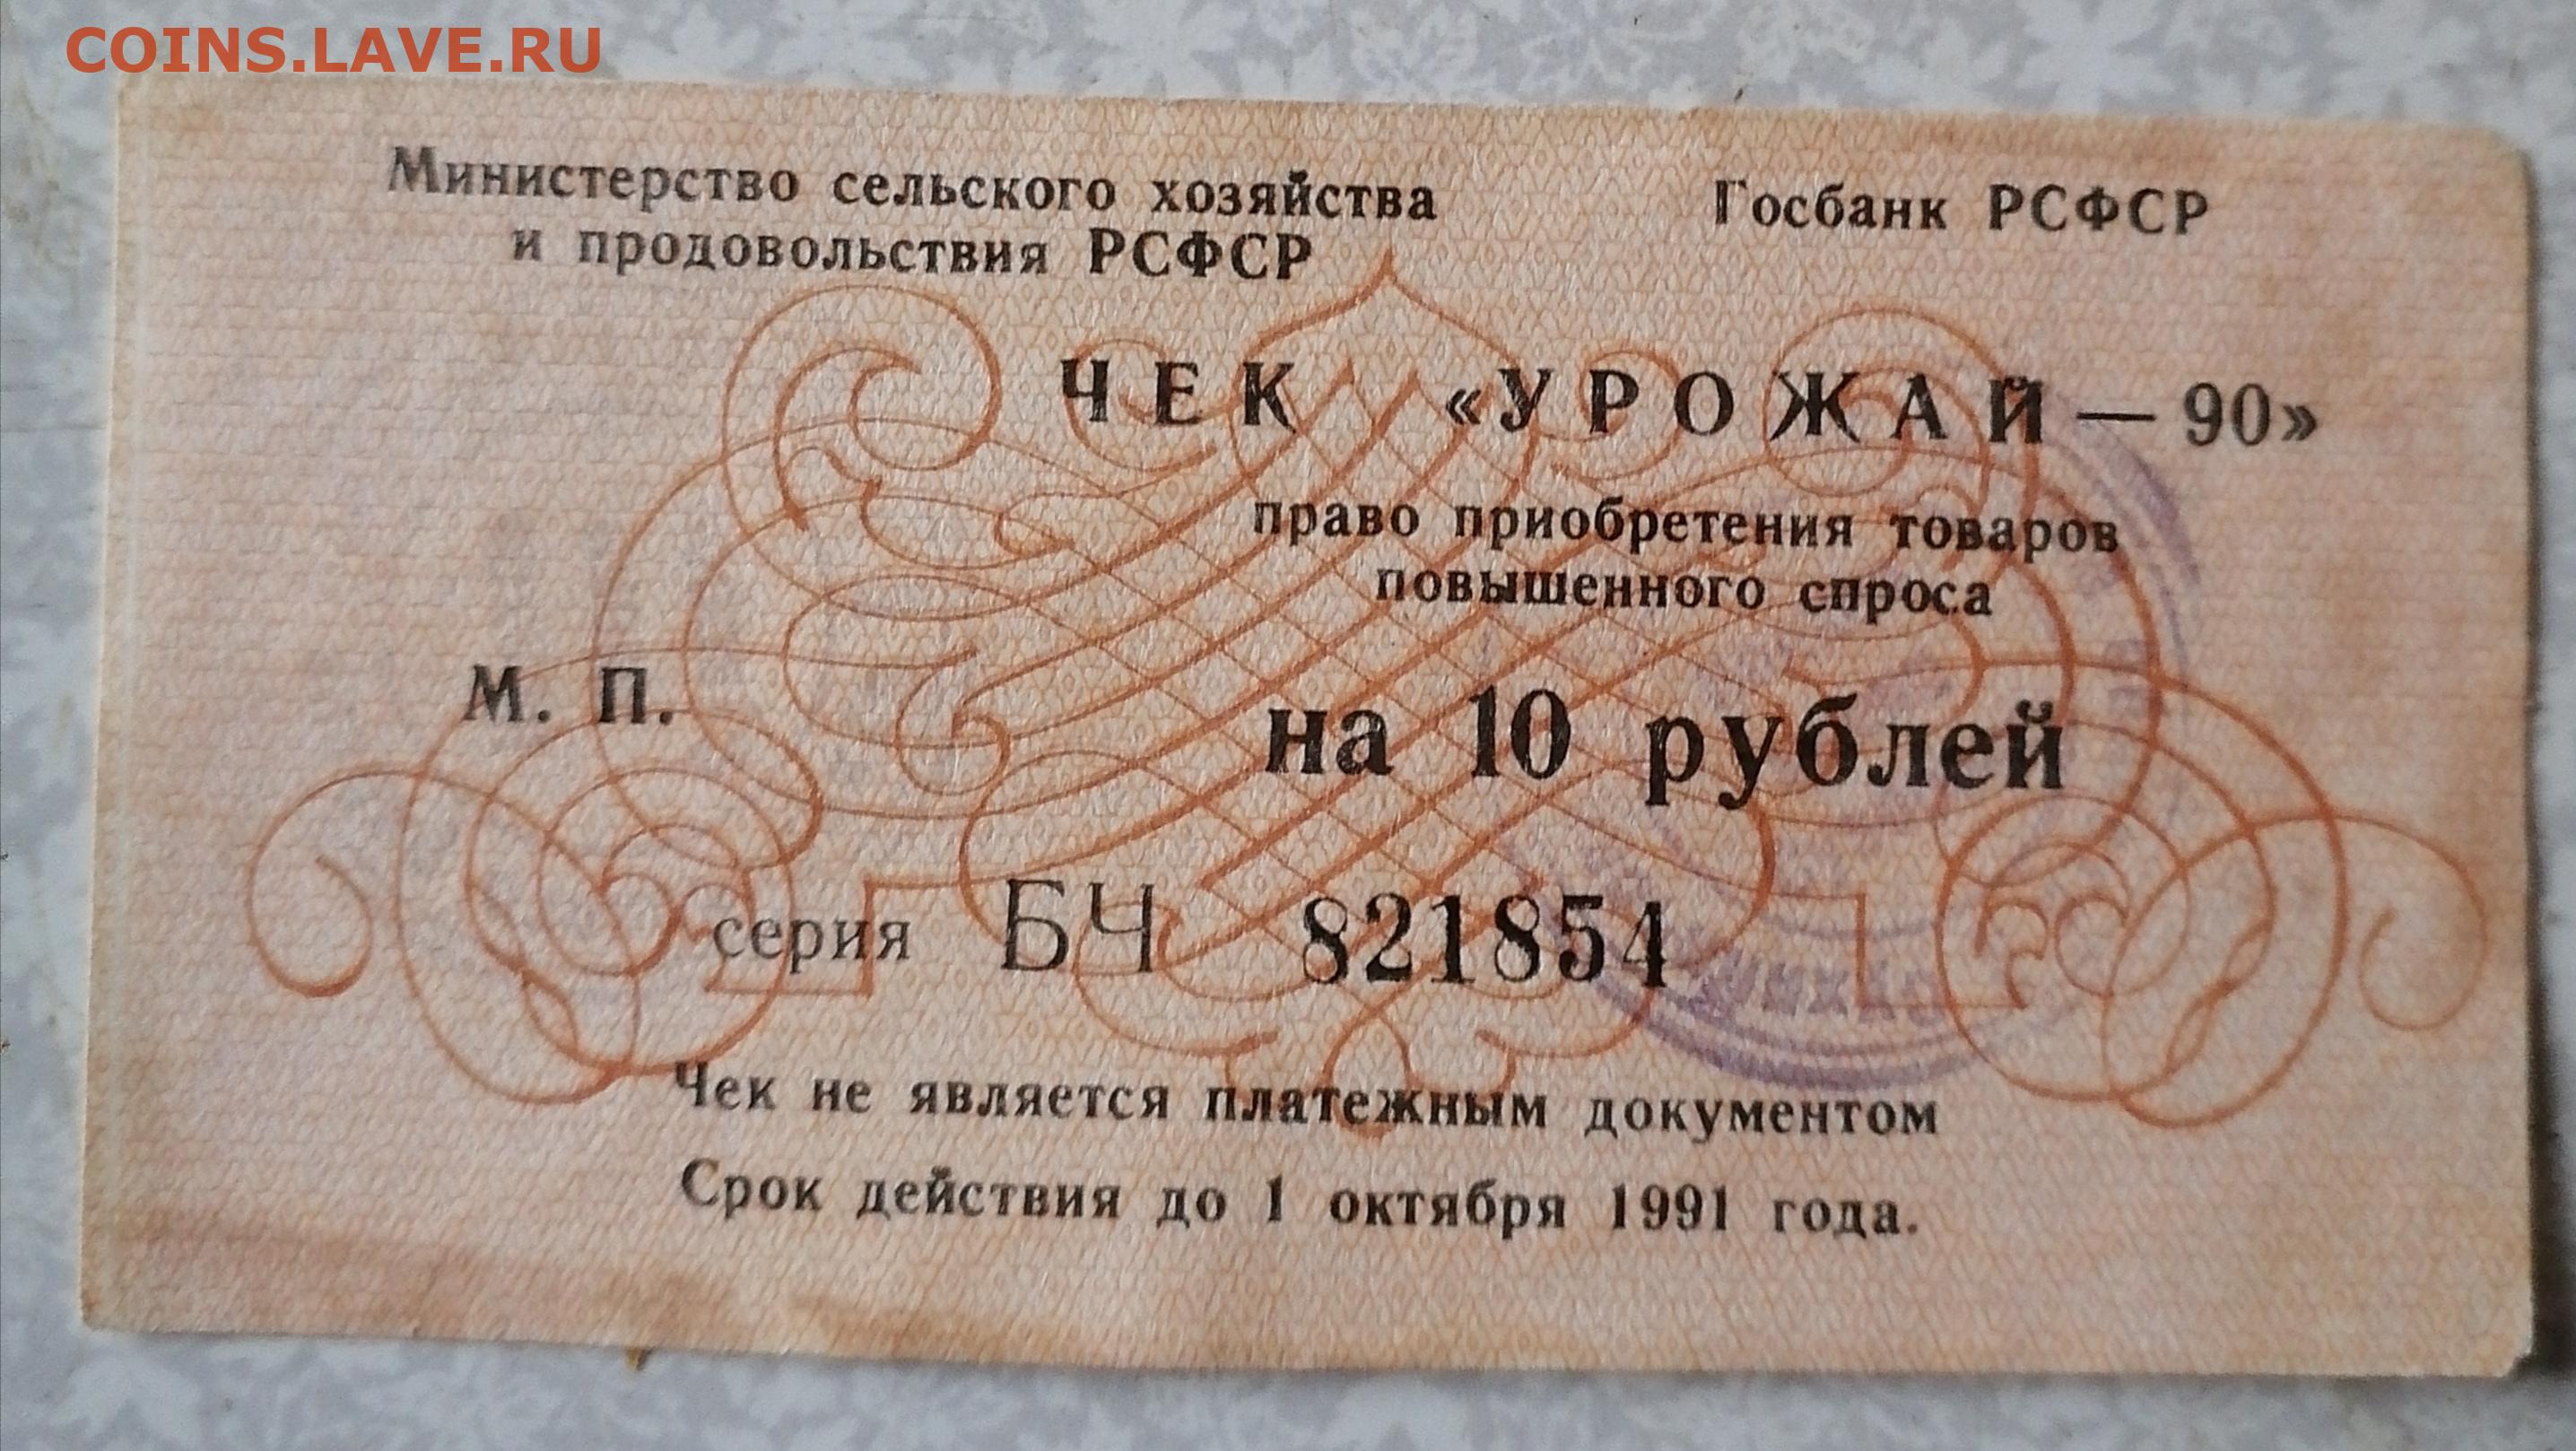 COINS.LAVE.RU
Министерство сельского хозяйства
и продовольствия РСФСР
Госбанк РСФСР
ЧЕК «УРОЖАЙ — 90»
право приобретения товаров
повышенного спроса
М. П.
на 10 рублей
серия БЧ 821854
Чек не является платежным документом
Срок действия до 1 октября 1991 года.